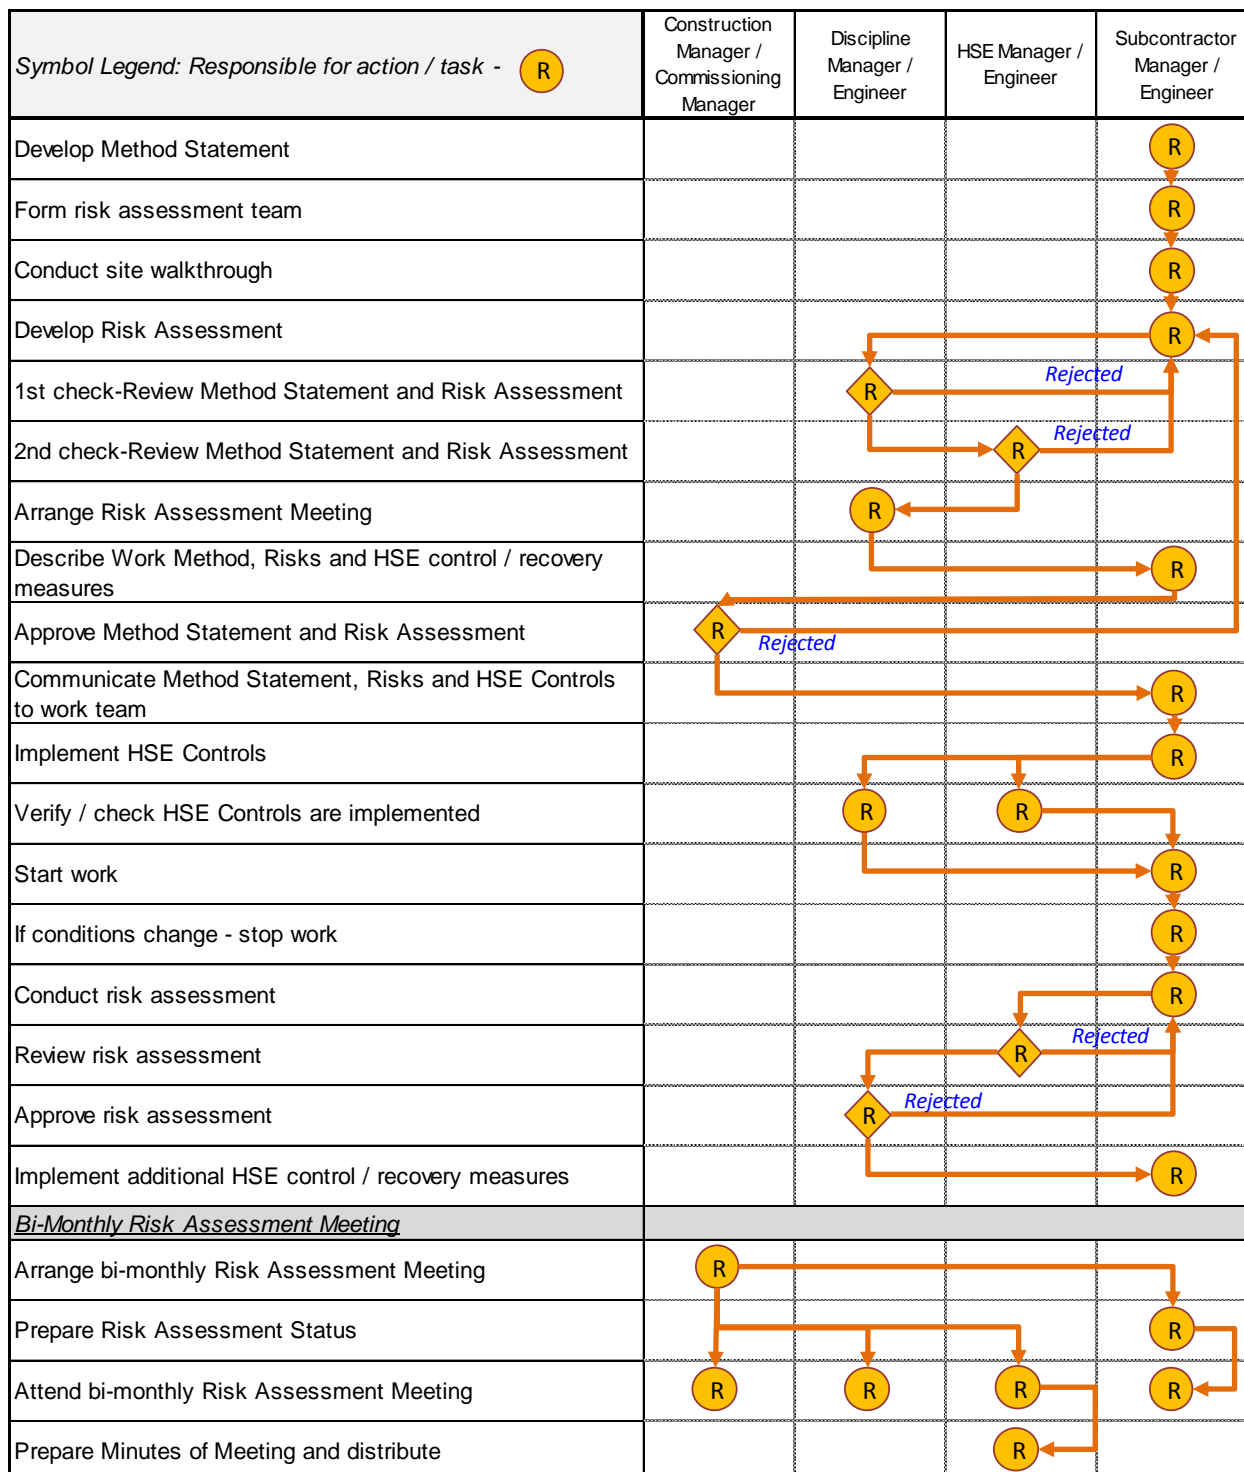 Symbol Legend: Responsible for action / task - R
Construction
Manager /
Commissioning
Manager
Discipline
Manager /
Engineer
HSE Manager /
Engineer
Subcontractor
Manager /
Engineer
Develop Method Statement
R
Form risk assessment team
R
Conduct site walkthrough
R
Develop Risk Assessment
R
1st check-Review Method Statement and Risk Assessment
R
Rejected
2nd check-Review Method Statement and Risk Assessment
R
Rejected
Arrange Risk Assessment Meeting
R
Describe Work Method, Risks and HSE control / recovery
measures
R
Approve Method Statement and Risk Assessment
R
Rejected
Communicate Method Statement, Risks and HSE Controls
to work team
R
Implement HSE Controls
R
Verify / check HSE Controls are implemented
R
R
Start work
R
If conditions change - stop work
R
Conduct risk assessment
R
Review risk assessment
R
Rejected
Approve risk assessment
R
Rejected
Implement additional HSE control / recovery measures
R
Bi-Monthly Risk Assessment Meeting
Arrange bi-monthly Risk Assessment Meeting
R
Prepare Risk Assessment Status
R
Attend bi-monthly Risk Assessment Meeting
R
R
R
R
Prepare Minutes of Meeting and distribute
R